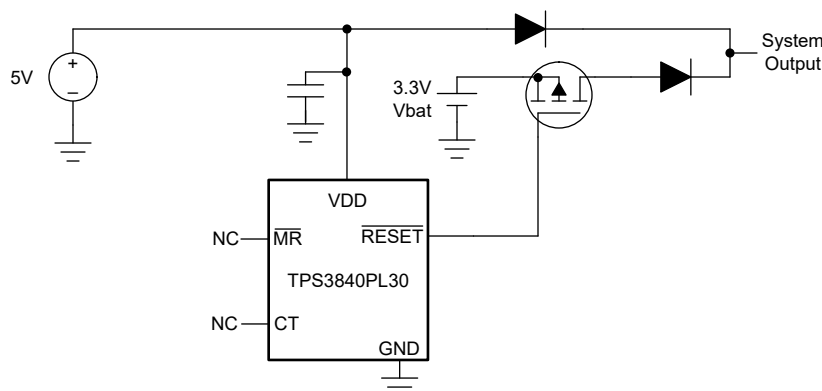 System
Output
5V
+
–
3.3V
Vbat
VDD
NC
MR
RESET
TPS3840PL30
NC
CT
GND